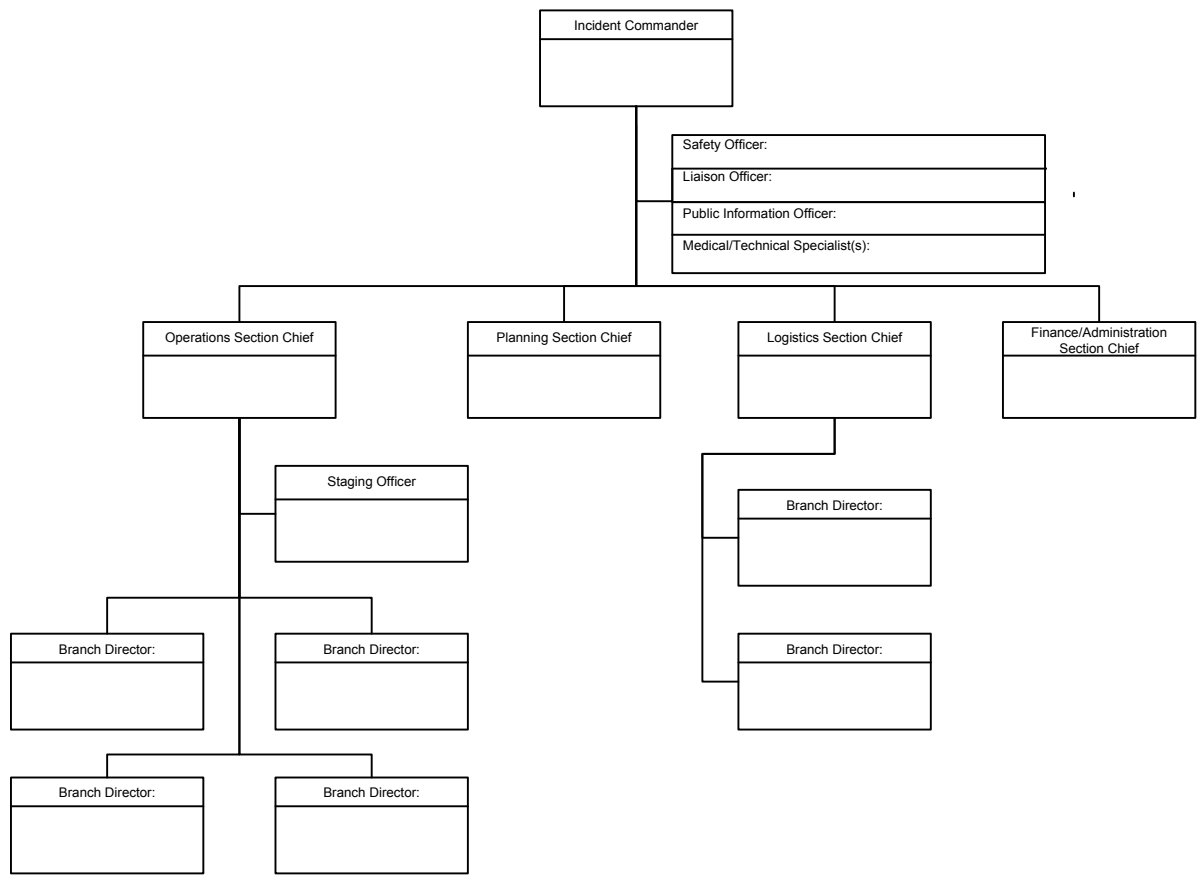 Incident Commander
Safety Officer:
Liaison Officer:
Public Information Officer:
Medical/Technical Specialist(s):
Operations Section Chief
Planning Section Chief
Logistics Section Chief
Finance/Administration
Section Chief
Staging Officer
Branch Director:
Branch Director:
Branch Director:
Branch Director:
Branch Director:
Branch Director: